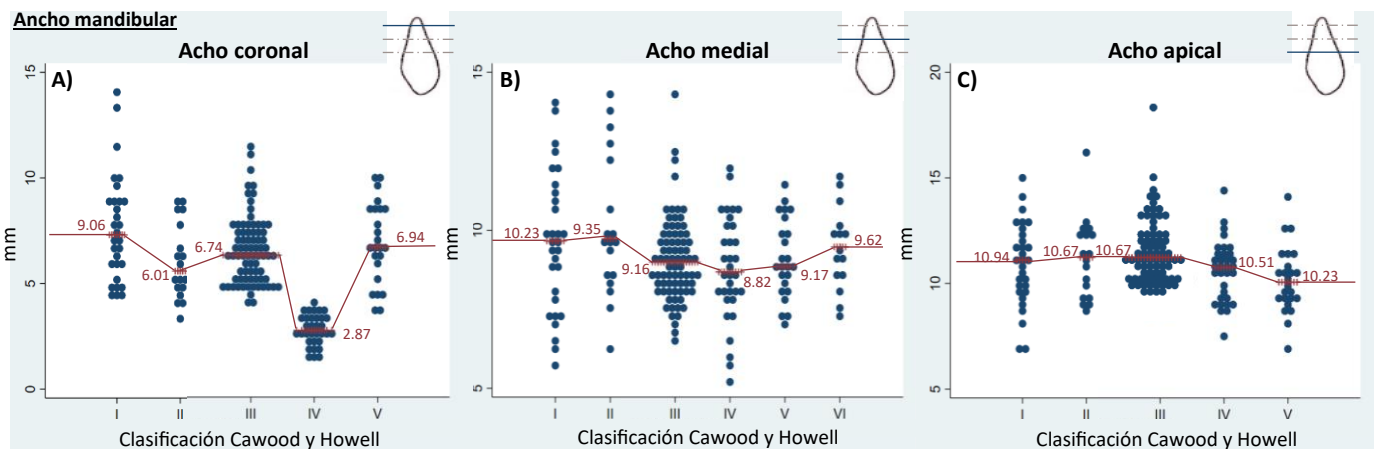 Ancho mandibular
Acho coronal
Acho medial
Acho apical
A)
B)
C)
mm
15
10
5
0
9.06
6.01
6.74
2.87
6.94
I II III IV V
Clasificación Cawood y Howell
mm
15
10
5
10.23
9.35
9.16
8.82
9.17
9.62
I II III IV V VI
Clasificación Cawood y Howell
mm
20
15
10
5
10.94
10.67
10.67
10.51
10.23
I II III IV V
Clasificación Cawood y Howell